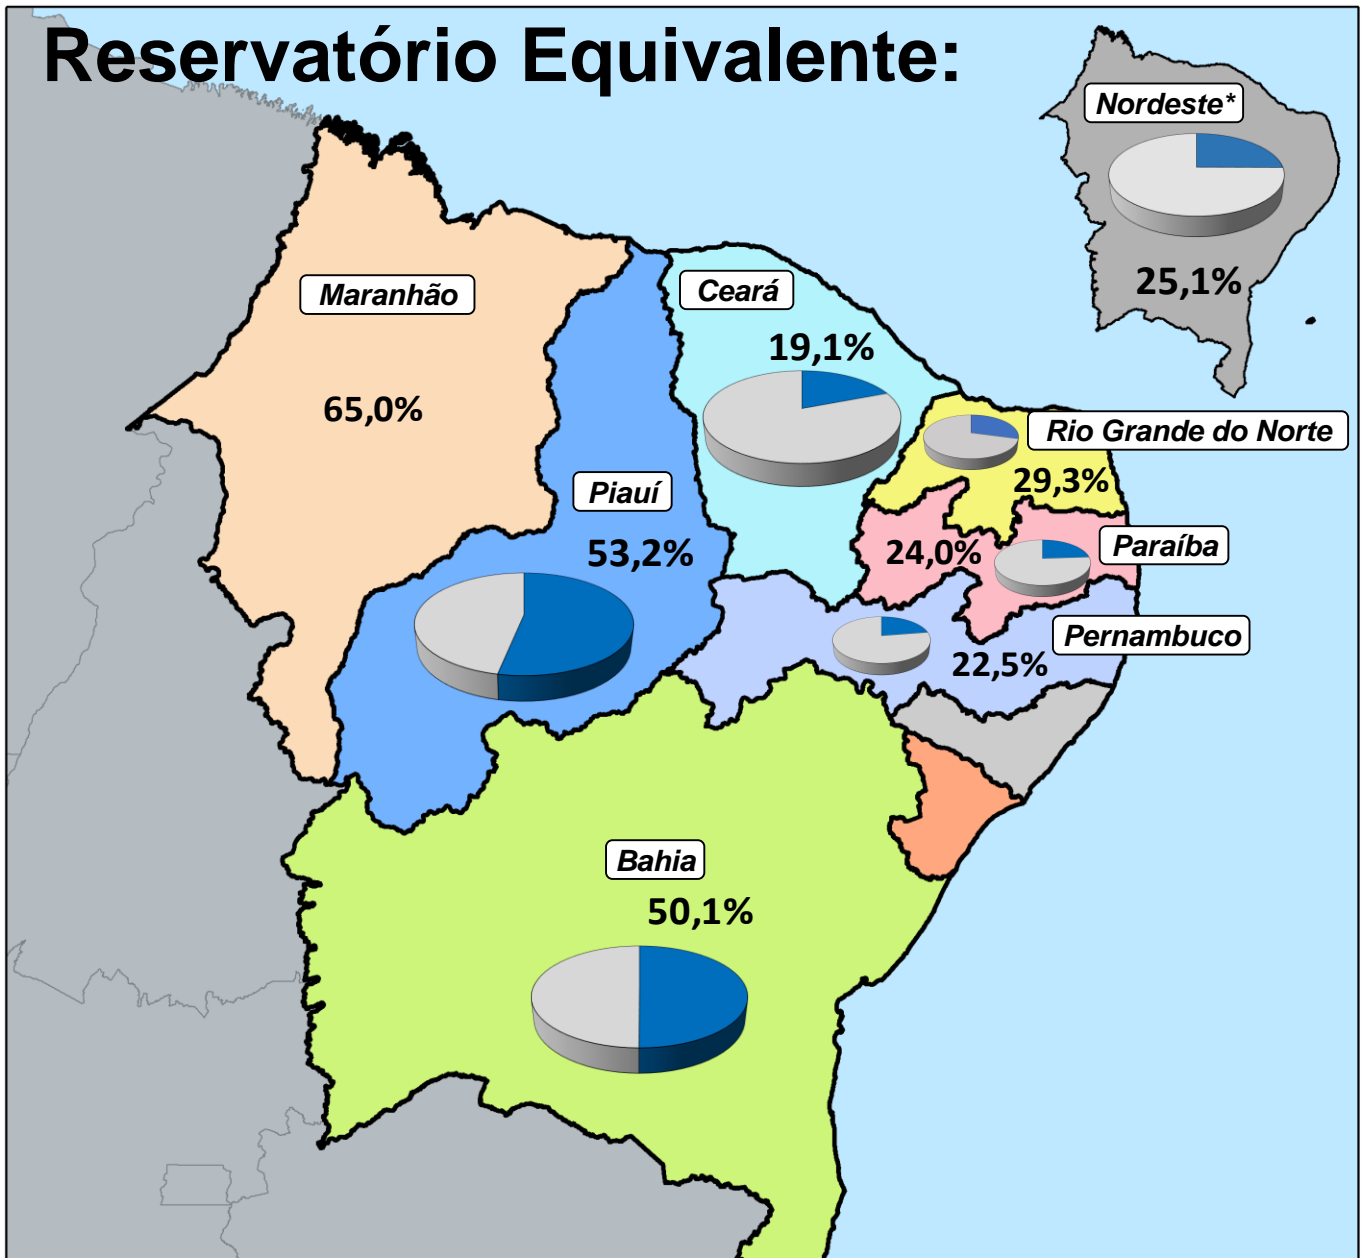 Reservatório Equivalente:
Nordeste*
25,1%
Maranhão
65,0%
Ceará
19,1%
Rio Grande do Norte
29,3%
Piauí
53,2%
Paraíba
24,0%
Pernambuco
22,5%
Bahia
50,1%